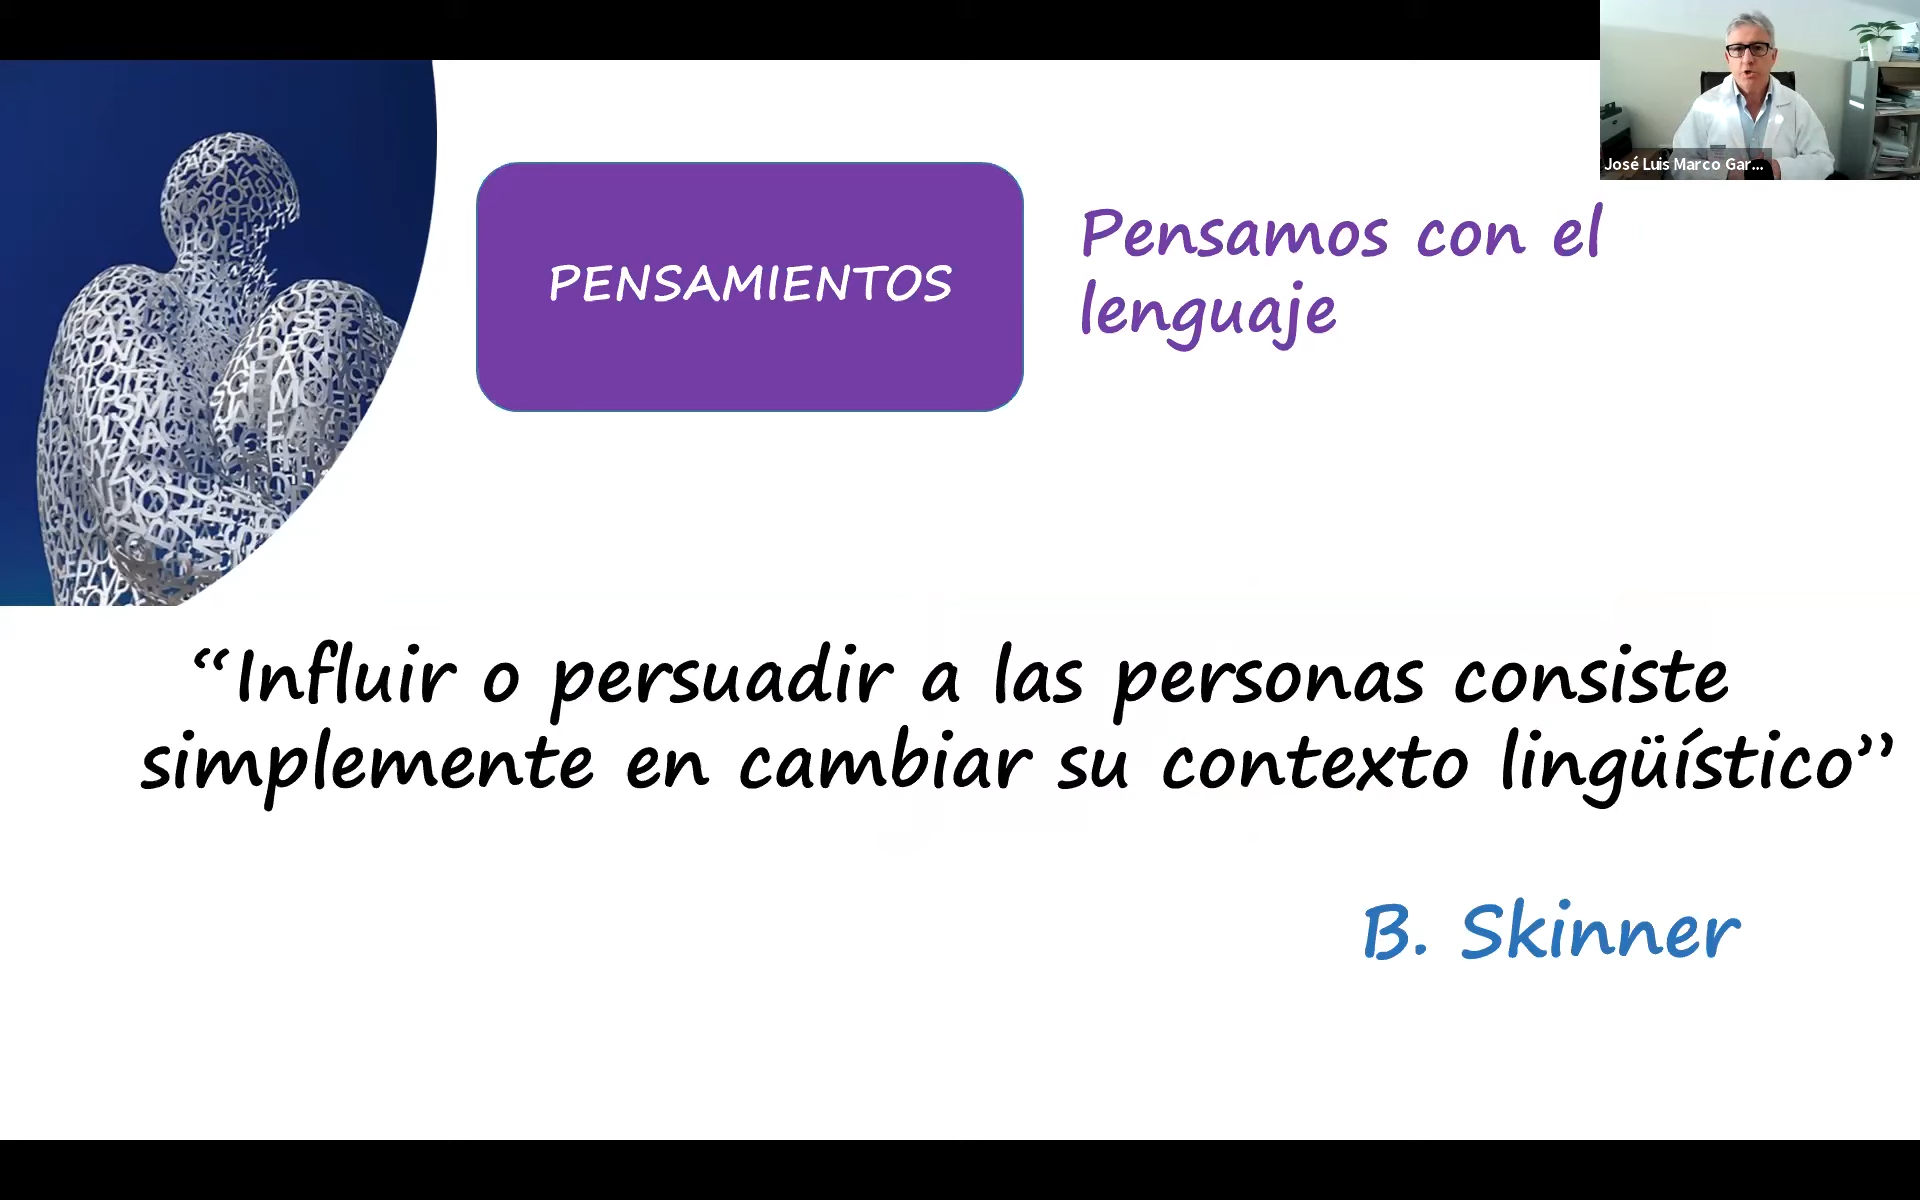 José Luis Marco Gar...
PENSAMIENTOS
Pensamos con el
lenguaje
“Influir o persuadir a las personas consiste
simplemente en cambiar su contexto lingüístico”
B. Skinner